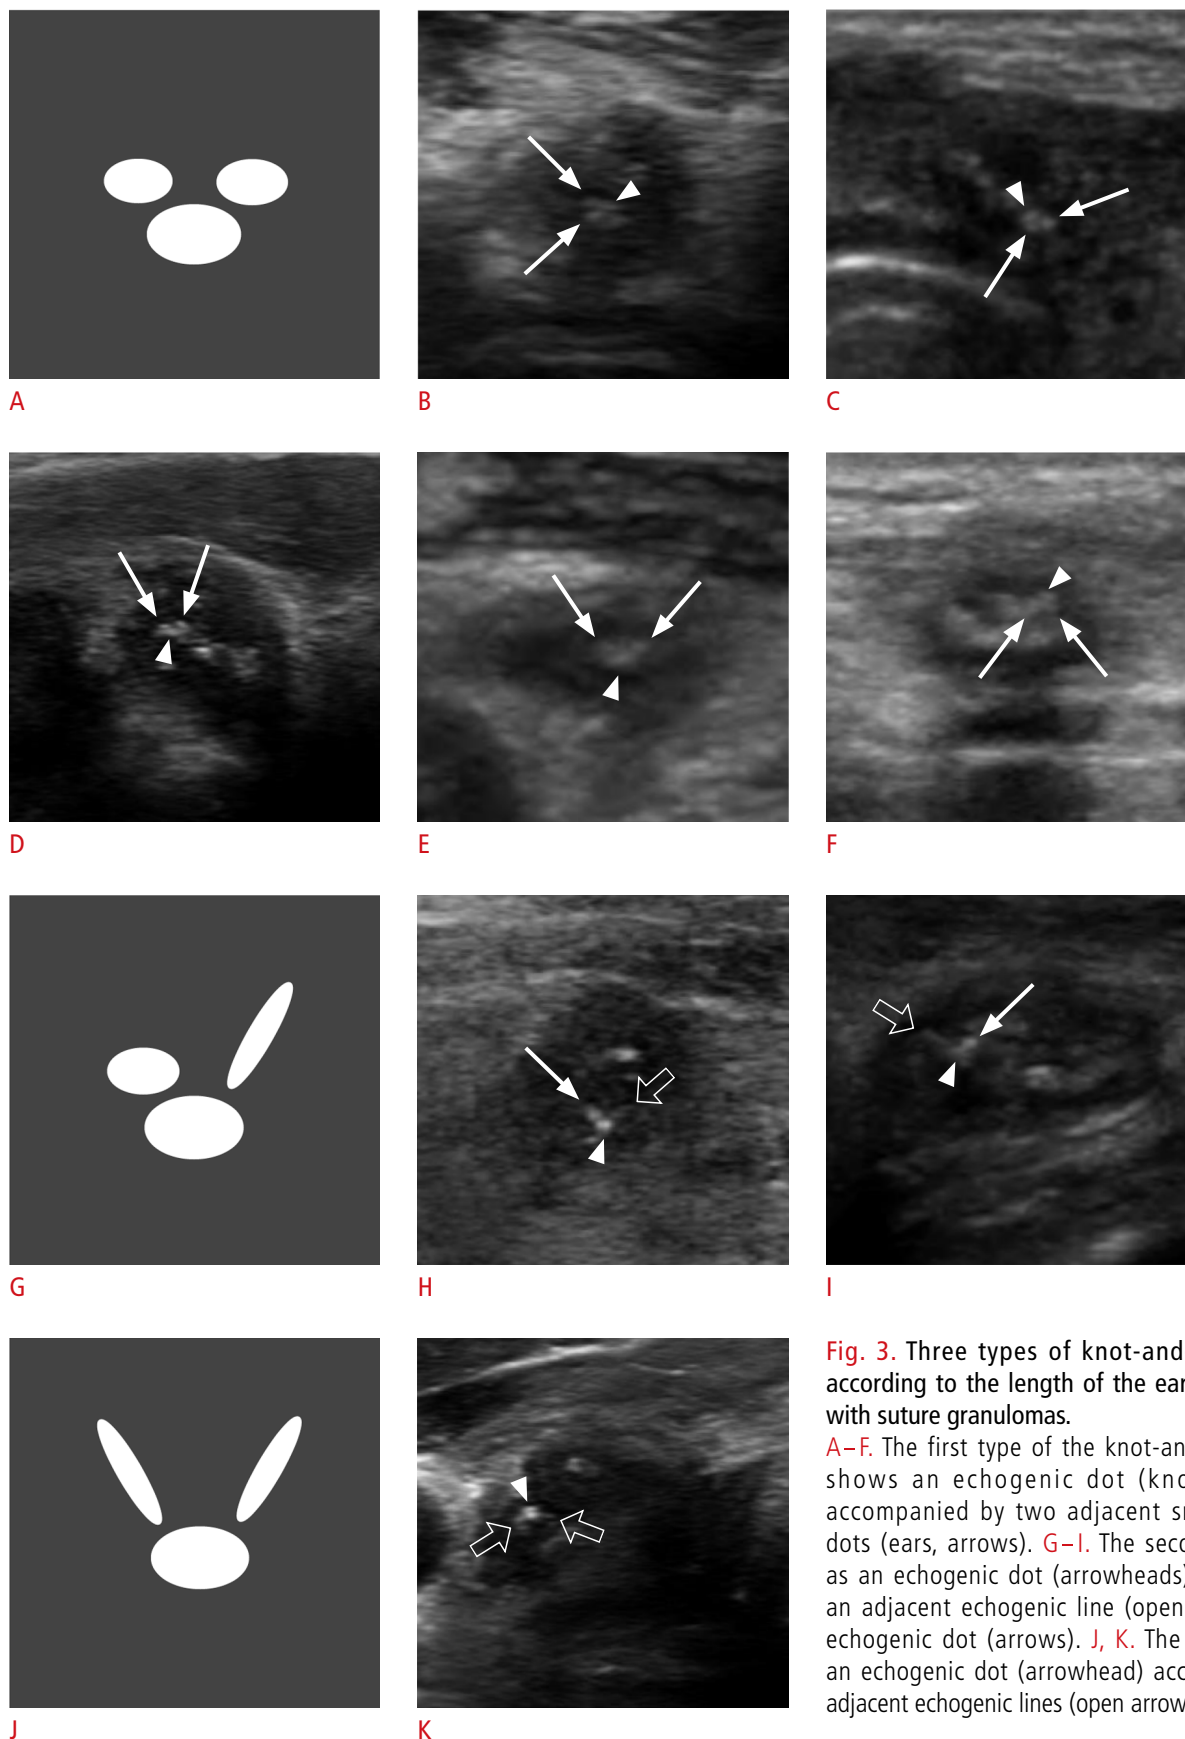 A
B
C
D
E
F
G
H
I
J
K
Fig. 3. Three types of knot-and
according to the length of the ear
with suture granulomas.
A–F. The first type of the knot-an
shows an echogenic dot (kno
accompanied by two adjacent sr
dots (ears, arrows). G–I. The seco
as an echogenic dot (arrowheads)
an adjacent echogenic line (open
echogenic dot (arrows). J, K. The
an echogenic dot (arrowhead) acc
adjacent echogenic lines (open arrow